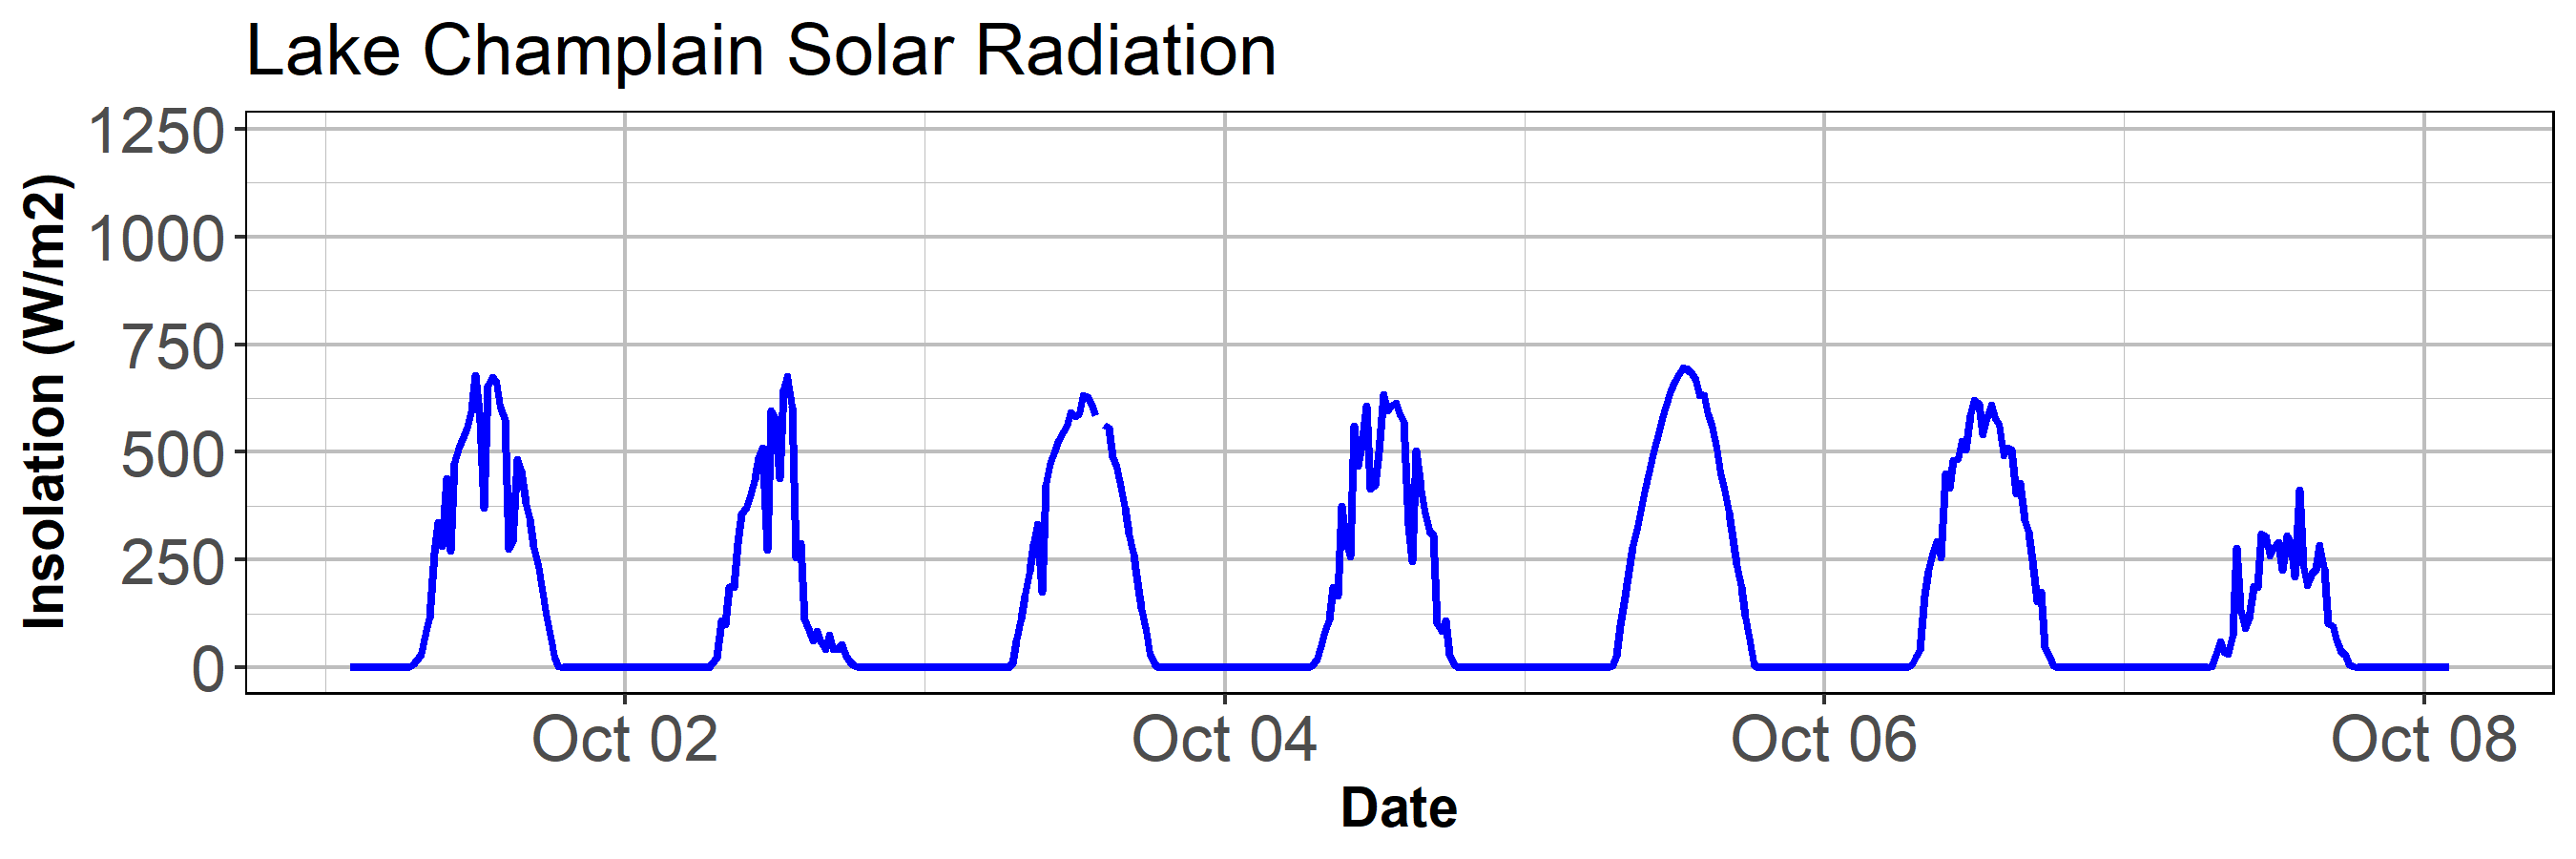 Lake Champlain Solar Radiation
Insolation (W/m2)
1250
1000
750
500
250
0
Oct 02 Oct 04 Oct 06 Oct 08
Date